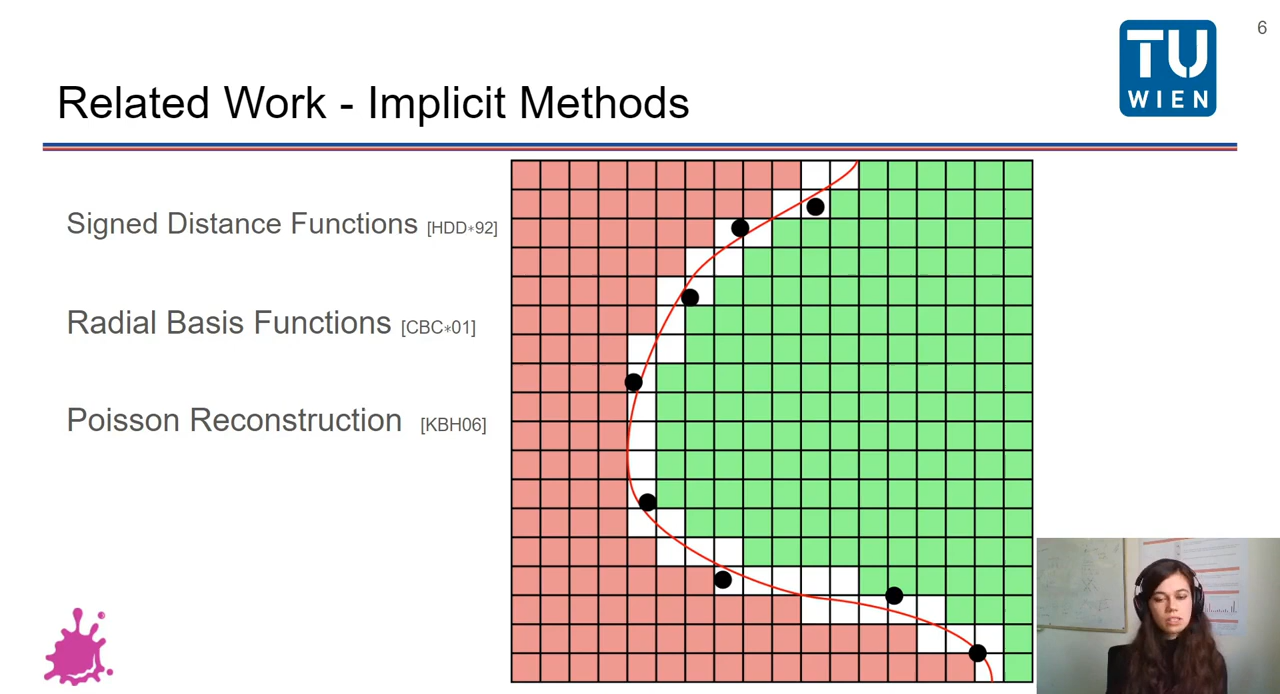 6
TU
WIEN
Related Work - Implicit Methods
Signed Distance Functions [HDD*92]
Radial Basis Functions [CBC*01]
Poisson Reconstruction [KBH06]